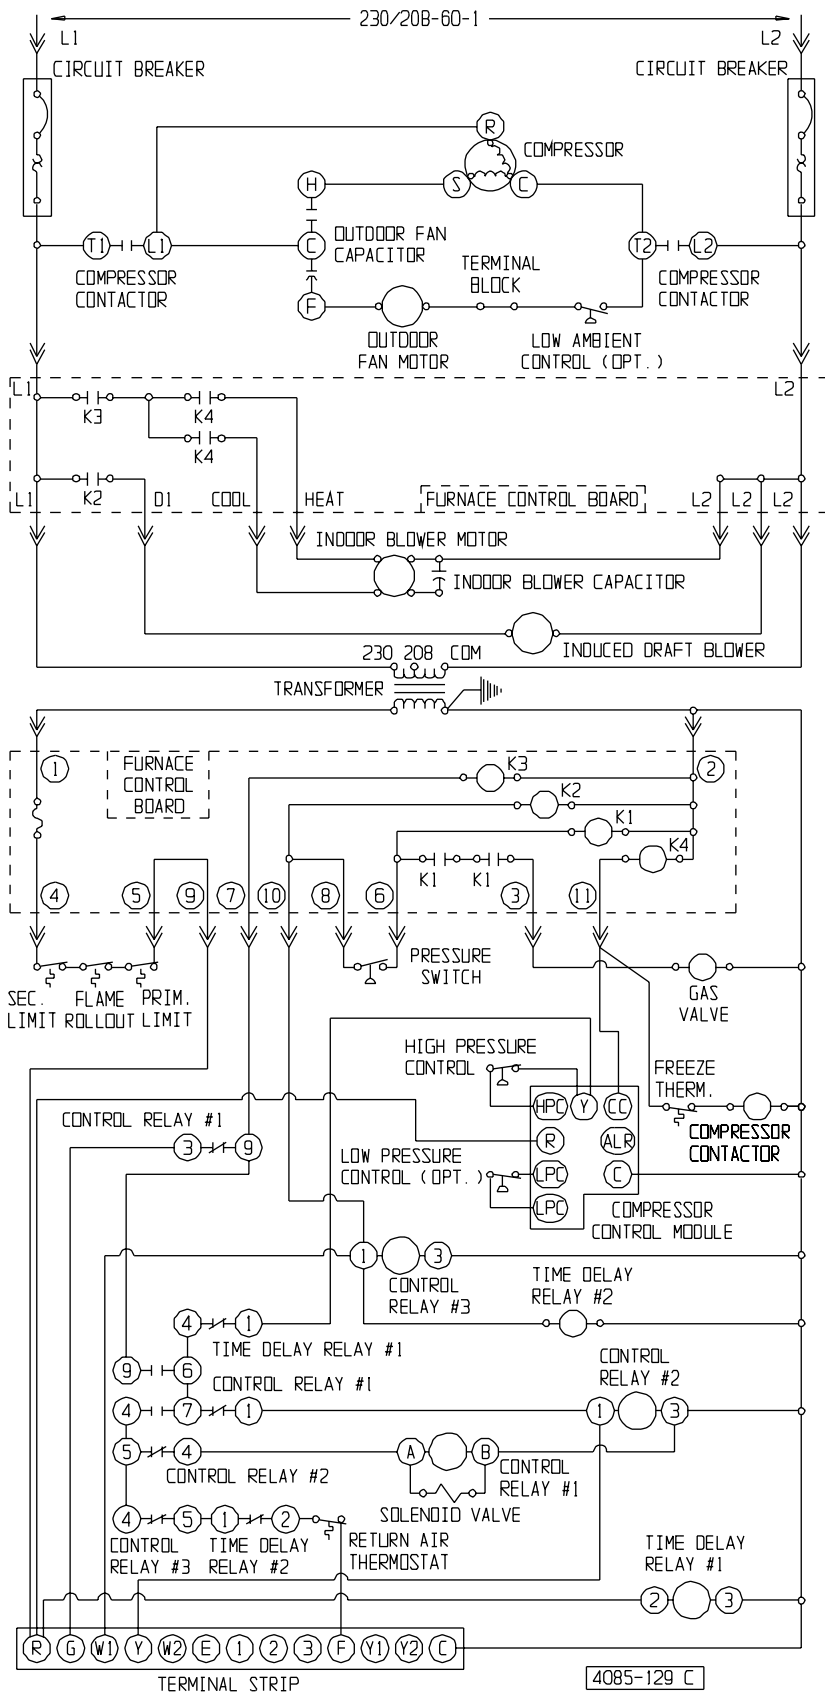 230/20B-60-1
L1
L2
CIRCUIT BREAKER
CIRCUIT BREAKER
R
COMPRESSOR
H
S
C
OUTDOOR FAN
CAPACITOR
T1
L1
C
T2
L2
TERMINAL
BLOCK
COMPRESSOR
CONTACTOR
COMPRESSOR
CONTACTOR
F
OUTDOOR
FAN MOTOR
LOW AMBIENT
CONTROL (OPT.)
L1
L2
K3
K4
K4
L1
K2
D1
COOL
HEAT
FURNACE CONTROL BOARD
L2
L2
L2
INDOOR BLOWER MOTOR
INDOOR BLOWER CAPACITOR
INDUCED DRAFT BLOWER
230 208 COM
TRANSFORMER
1
FURNACE
CONTROL
BOARD
K3
2
K2
K1
K4
K1
K1
4
5
9
7
10
8
6
3
11
PRESSURE
SWITCH
SEC.
LIMIT
FLAME
ROLLOUT
PRIM.
LIMIT
GAS
VALVE
HIGH PRESSURE
CONTROL
FREEZE
THERM.
HPC
Y
CC
CONTROL RELAY #1
3
9
R
ALR
COMPRESSOR
CONTACTOR
LOW PRESSURE
CONTROL (OPT.)
LPC
C
LPC
COMPRESSOR
CONTROL MODULE
1
3
CONTROL
RELAY #3
TIME DELAY
RELAY #2
4
1
TIME DELAY RELAY #1
9
6
CONTROL RELAY #1
CONTROL
RELAY #2
4
7
1
1
3
5
4
A
B
CONTROL RELAY #2
CONTROL
RELAY #1
SOLENOID VALVE
4
5
1
2
CONTROL
RELAY #3
TIME DELAY
RELAY #2
RETURN AIR
THERMOSTAT
TIME DELAY
RELAY #1
2
3
R
G
W1
Y
W2
E
1
2
3
F
Y1
Y2
C
TERMINAL STRIP
4085-129 C